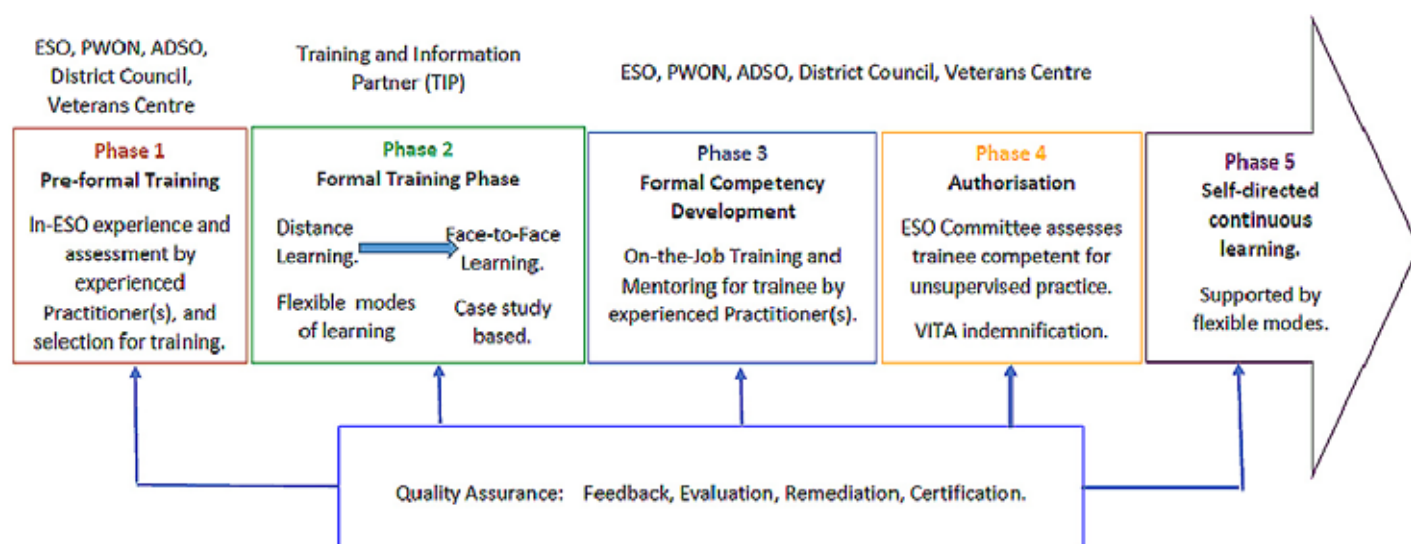 ESO, PWON, ADSO,
District Council,
Veterans Centre
Training and Information
Partner (TIP)
ESO, PWON, ADSO, District Council, Veterans Centre
Phase 1
Pre-formal Training
In-ESO experience and
assessment by
experienced
Practitioner(s), and
selection for training.
Phase 2
Formal Training Phase
Distance
Learning.
Face-to-Face
Learning.
Flexible modes
of learning
Case study
based.
Phase 3
Formal Competency
Development
On-the-Job Training and
Mentoring for trainee by
experienced Practitioner(s).
Phase 4
Authorisation
ESO Committee assesses
trainee competent for
unsupervised practice.
VITA indemnification.
Phase 5
Self-directed
continuous
learning.
Supported by
flexible modes.
Quality Assurance: Feedback, Evaluation, Remediation, Certification.